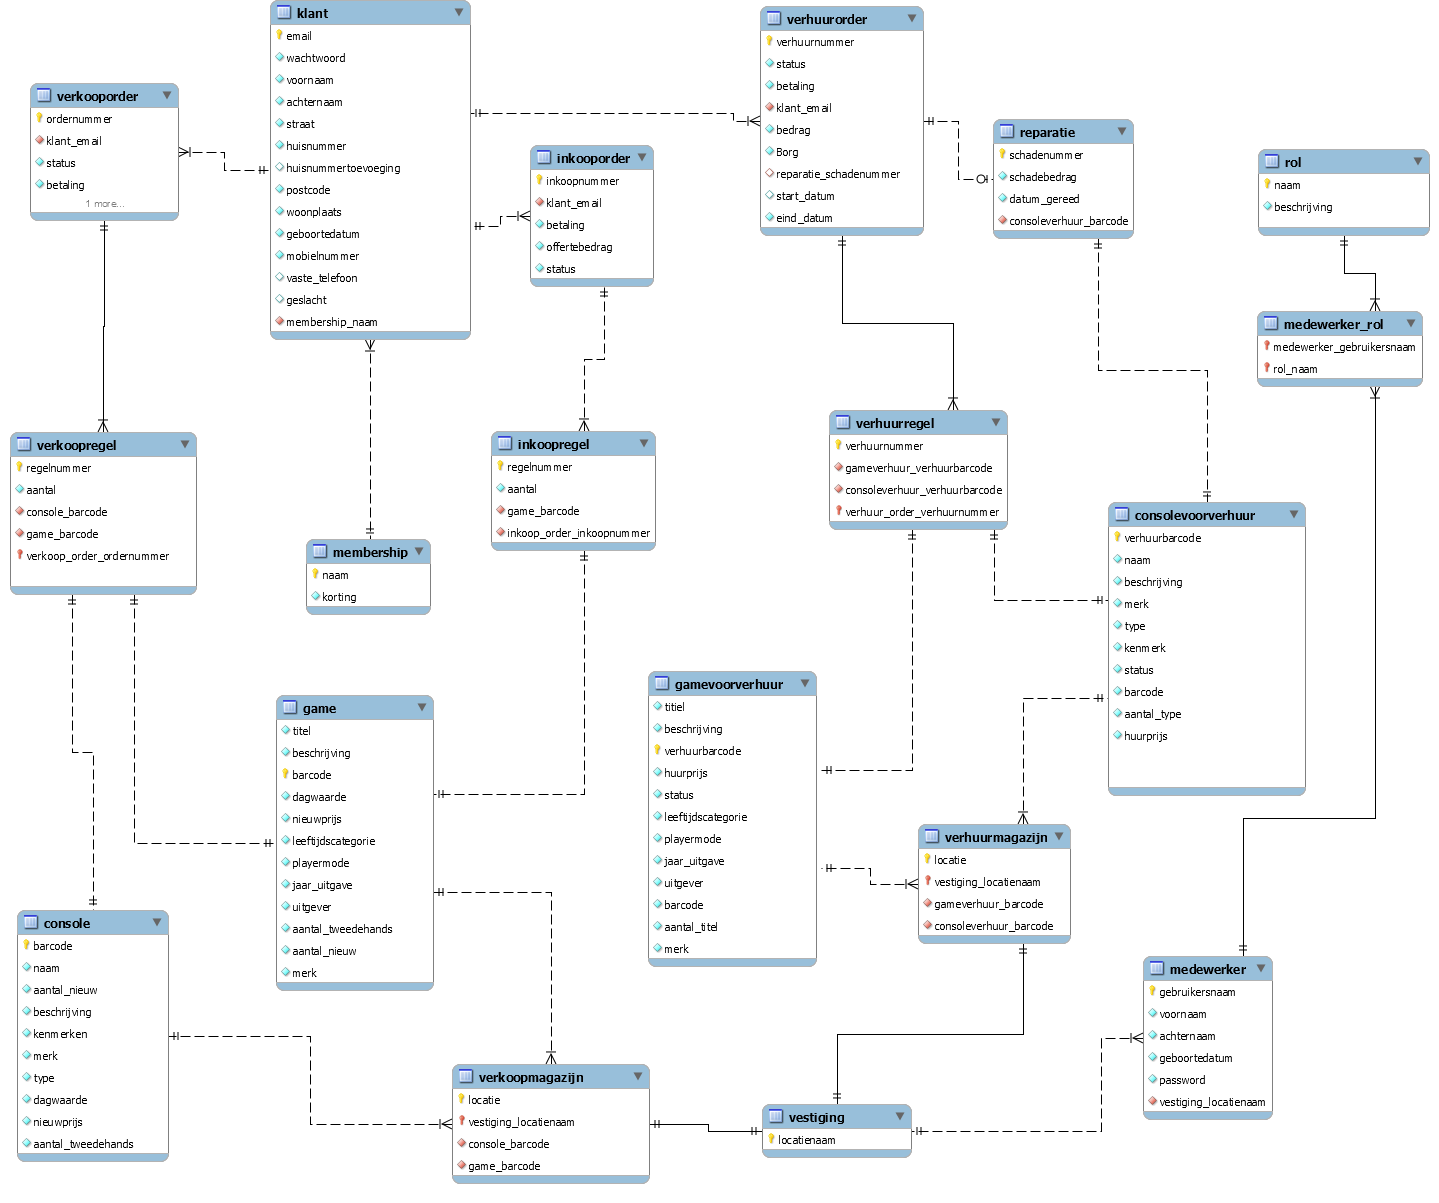 klant
email
wachtwoord
voornaam
achternaam
straat
huisnummer
huisnummertoevoeging
postcode
woonplaats
geboortedatum
mobielnummer
vaste_telefoon
geslacht
membership_naam
verhuurorder
verhuurnummer
status
betaling
klant_email
bedrag
Borg
reparatie_schadenummer
start_datum
eind_datum
verkooporder
ordernummer
klant_email
status
betaling
1 more...
inkooporder
inkoopnummer
klant_email
betaling
offertebedrag
status
reparatie
schadenummer
schadebedrag
datum_gereed
consoleverhuur_barcode
rol
naam
beschrijving
medewerker_rol
medewerker_gebruikersnaam
rol_naam
verkoopregel
regelnummer
aantal
console_barcode
game_barcode
verkoop_order_ordernummer
inkoopregel
regelnummer
aantal
game_barcode
inkoop_order_inkoopnummer
verhuurregel
verhuurnummer
gameverhuur_verhuurbarcode
consoleverhuur_verhuurbarcode
verhuur_order_verhuurnummer
membership
naam
korting
consolevoorverhuur
verhuurbarcode
naam
beschrijving
merk
type
kenmerk
status
barcode
aantal_type
huurprijs
game
titel
beschrijving
barcode
dagwaarde
nieuwprijs
leeftijdscategorie
playermode
jaar_uitgave
uitgever
aantal_tweedehands
aantal_nieuw
merk
gamevoorverhuur
titiel
beschrijving
verhuurbarcode
huurprijs
status
leeftijdscategorie
playermode
jaar_uitgave
uitgever
barcode
aantal_titel
merk
verhuurmagazijn
locatie
vestiging_locatienaam
gameverhuur_barcode
consoleverhuur_barcode
console
barcode
naam
aantal_nieuw
beschrijving
kenmerken
merk
type
dagwaarde
nieuwprijs
aantal_tweedehands
verkoopmagazijn
locatie
vestiging_locatienaam
console_barcode
game_barcode
vestiging
locatienaam
medewerker
gebruikersnaam
voornaam
achternaam
geboortedatum
password
vestiging_locatienaam